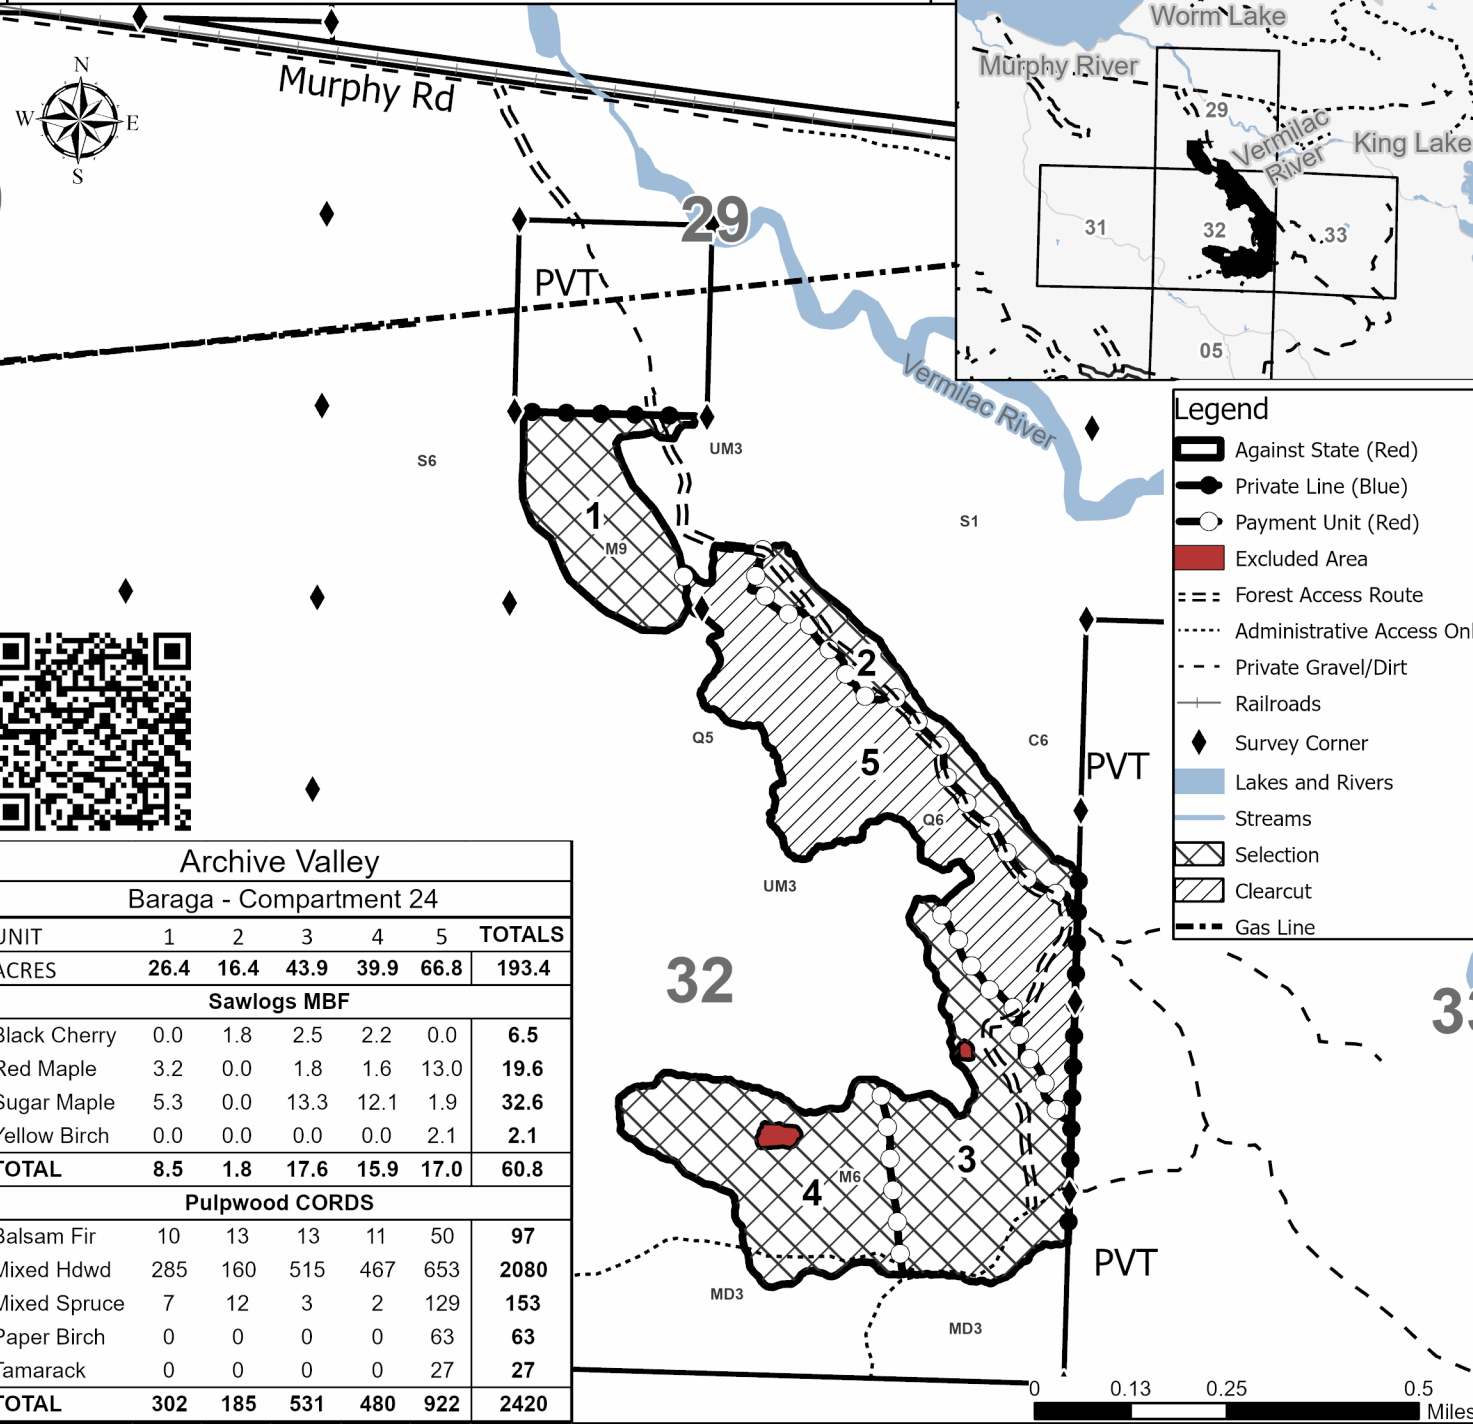 Murphy Rd
N
W E
S
29
PVT
Vermilac River
S6
UM3
S1
1
M9
2
5
Q5
Q6
C6
PVT
UM3
32
3
4
M6
MD3
MD3
PVT
Worm Lake
Murphy River
29
Vermilac
River
King Lake
31
32
33
05
Legend
Against State (Red)
Private Line (Blue)
Payment Unit (Red)
Excluded Area
Forest Access Route
Administrative Access Onl
Private Gravel/Dirt
Railroads
Survey Corner
Lakes and Rivers
Streams
Selection
Clearcut
Gas Line
Archive Valley
Baraga - Compartment 24
UNIT 1 2 3 4 5 TOTALS
ACRES 26.4 16.4 43.9 39.9 66.8 193.4
Sawlogs MBF
Black Cherry 0.0 1.8 2.5 2.2 0.0 6.5
Red Maple 3.2 0.0 1.8 1.6 13.0 19.6
Sugar Maple 5.3 0.0 13.3 12.1 1.9 32.6
Yellow Birch 0.0 0.0 0.0 0.0 2.1 2.1
TOTAL 8.5 1.8 17.6 15.9 17.0 60.8
Pulpwood CORDS
Balsam Fir 10 13 13 11 50 97
Mixed Hdwd 285 160 515 467 653 2080
Mixed Spruce 7 12 3 2 129 153
Paper Birch 0 0 0 0 63 63
Tamarack 0 0 0 0 27 27
TOTAL 302 185 531 480 922 2420
0 0.13 0.25 0.5
Miles